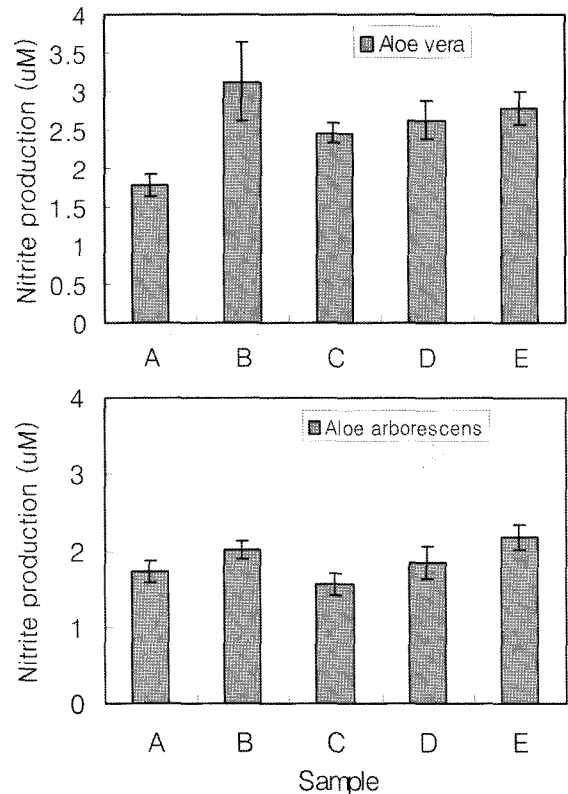 Nitrite production (uM)
4
3.5
3
2.5
2
1.5
1
0.5
0
Aloe vera
A B C D E
Nitrite production (uM)
4
3
2
1
0
Aloe arborescens
A B C D E
Sample